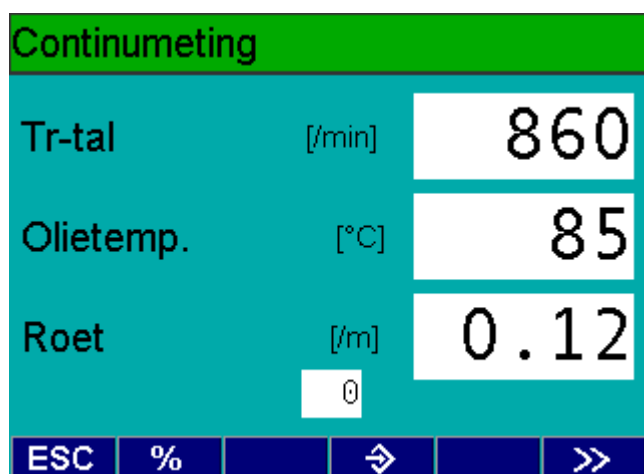 Continumeting
Tr-tal [/min] 860
Olietemp. [°C] 85
Roet [/m] 0.12
0
ESC % >>